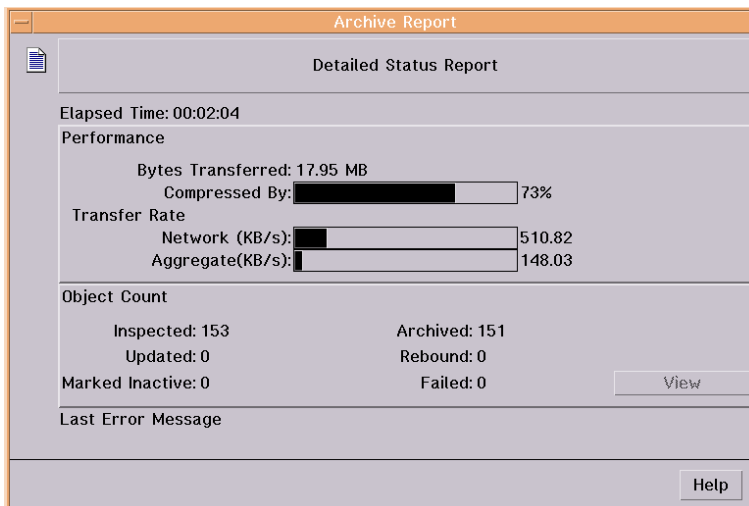 Archive Report
Detailed Status Report
Elapsed Time: 00:02:04
Performance
Bytes Transferred: 17.95 MB
Compressed By: 73%
Transfer Rate
Network (KB/s): 510.82
Aggregate(KB/s): 148.03
Object Count
Inspected: 153 Archived: 151
Updated: 0 Rebound: 0
Marked Inactive: 0 Failed: 0 View
Last Error Message
Help